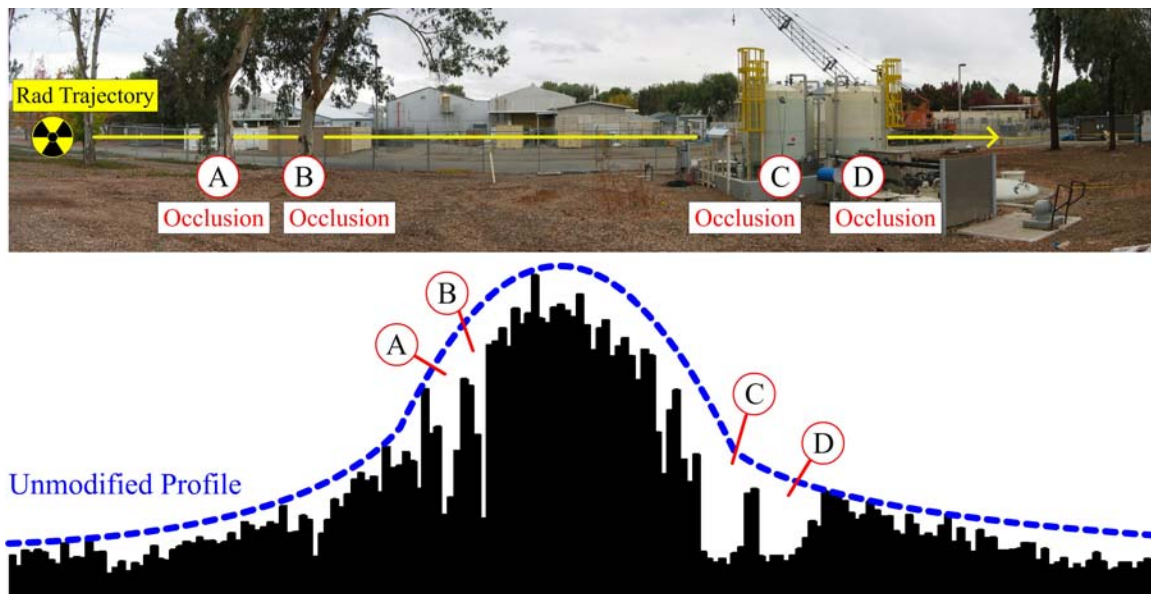 Rad Trajectory
A
B
C
D
Occlusion
Occlusion
Occlusion
Occlusion
B
A
C
D
Unmodified Profile